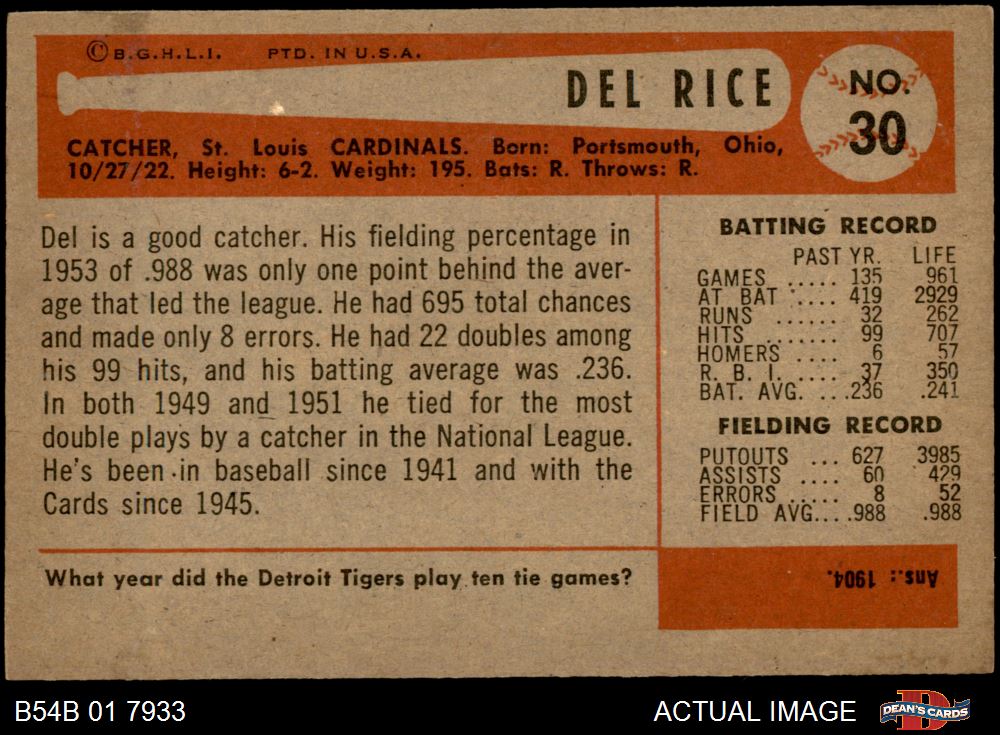 © B.G.H.L.I. PTD. IN U.S.A.
DEL RICE
NO.
30
CATCHER, St. Louis CARDINALS. Born: Portsmouth, Ohio,
10/27/22. Height: 6-2. Weight: 195. Bats: R. Throws: R.
Del is a good catcher. His fielding percentage in
1953 of .988 was only one point behind the aver-
age that led the league. He had 695 total chances
and made only 8 errors. He had 22 doubles among
his 99 hits, and his batting average was .236.
In both 1949 and 1951 he tied for the most
double plays by a catcher in the National League.
He's been in baseball since 1941 and with the
Cards since 1945.
BATTING RECORD
PAST YR. LIFE
GAMES ..... 135 961
AT BAT .... 419 2929
RUNS ...... 32 262
HITS ....... 99 707
HOMERS .... 6 57
R. B. I. .... 37 350
BAT. AVG. ... .236 .241
FIELDING RECORD
PUTOUTS ... 627 3985
ASSISTS .... 60 429
ERRORS ..... 8 52
FIELD AVG.... .988 .988
What year did the Detroit Tigers play ten tie games?
Ans.: 1904.
B54B 01 7933
ACTUAL IMAGE
DEAN'S CARDS